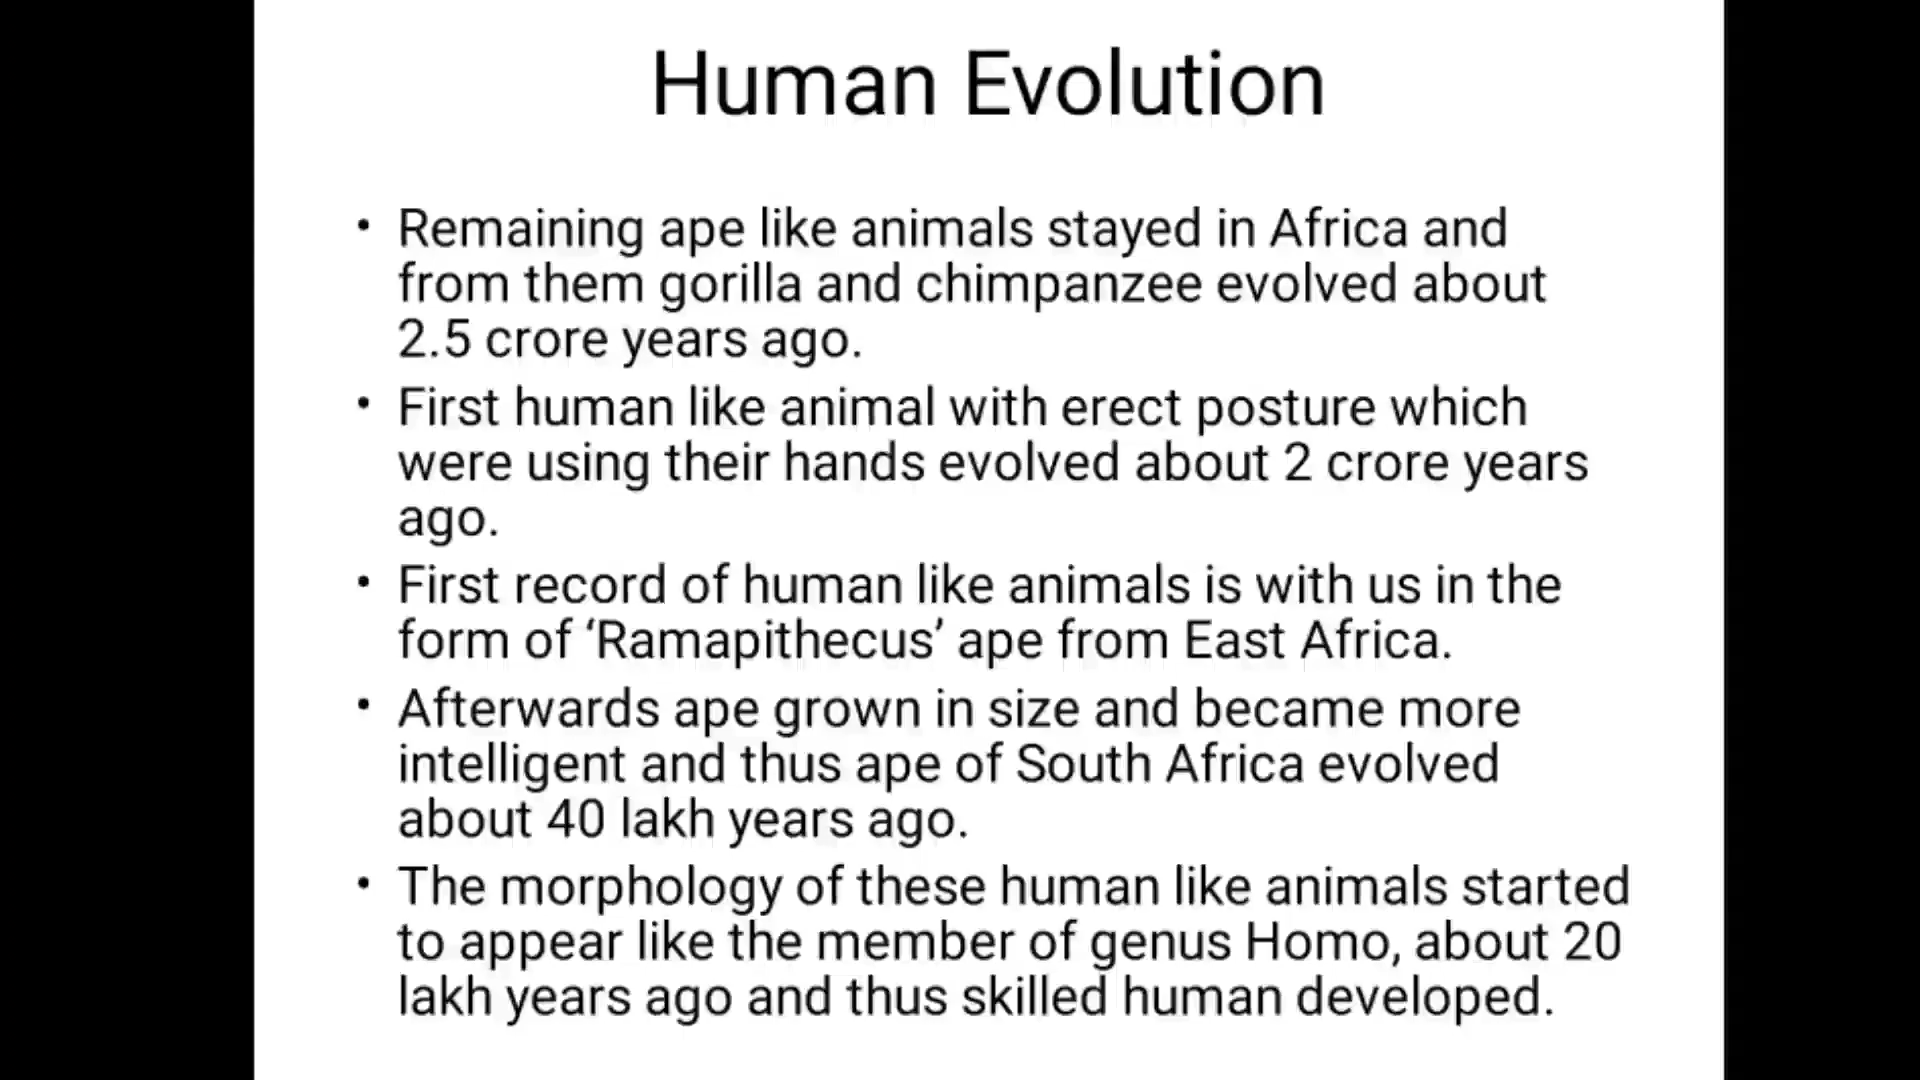 Human Evolution
• Remaining ape like animals stayed in Africa and
from them gorilla and chimpanzee evolved about
2.5 crore years ago.
• First human like animal with erect posture which
were using their hands evolved about 2 crore years
ago.
• First record of human like animals is with us in the
form of ‘Ramapithecus’ ape from East Africa.
• Afterwards ape grown in size and became more
intelligent and thus ape of South Africa evolved
about 40 lakh years ago.
• The morphology of these human like animals started
to appear like the member of genus Homo, about 20
lakh years ago and thus skilled human developed.